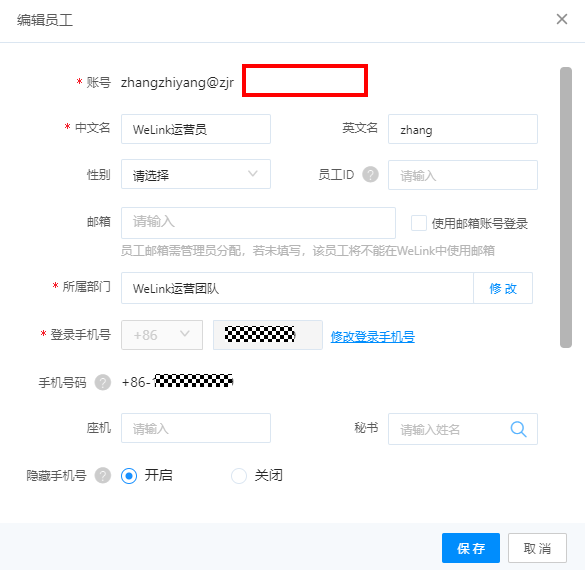 编辑员工
* 账号 zhangzhiyang@zjr
* 中文名 WeLink运营员 英文名 zhang
性别 请选择 员工ID ? 请输入
邮箱 请输入 使用邮箱账号登录
员工邮箱需管理员分配，若未填写，该员工将不能在WeLink中使用邮箱
* 所属部门 WeLink运营团队 修 改
* 登录手机号 +86 修改登录手机号
手机号码 ? +86-
座机 请输入 秘书 请输入姓名
隐藏手机号 ? 开启 关闭
保 存 取 消